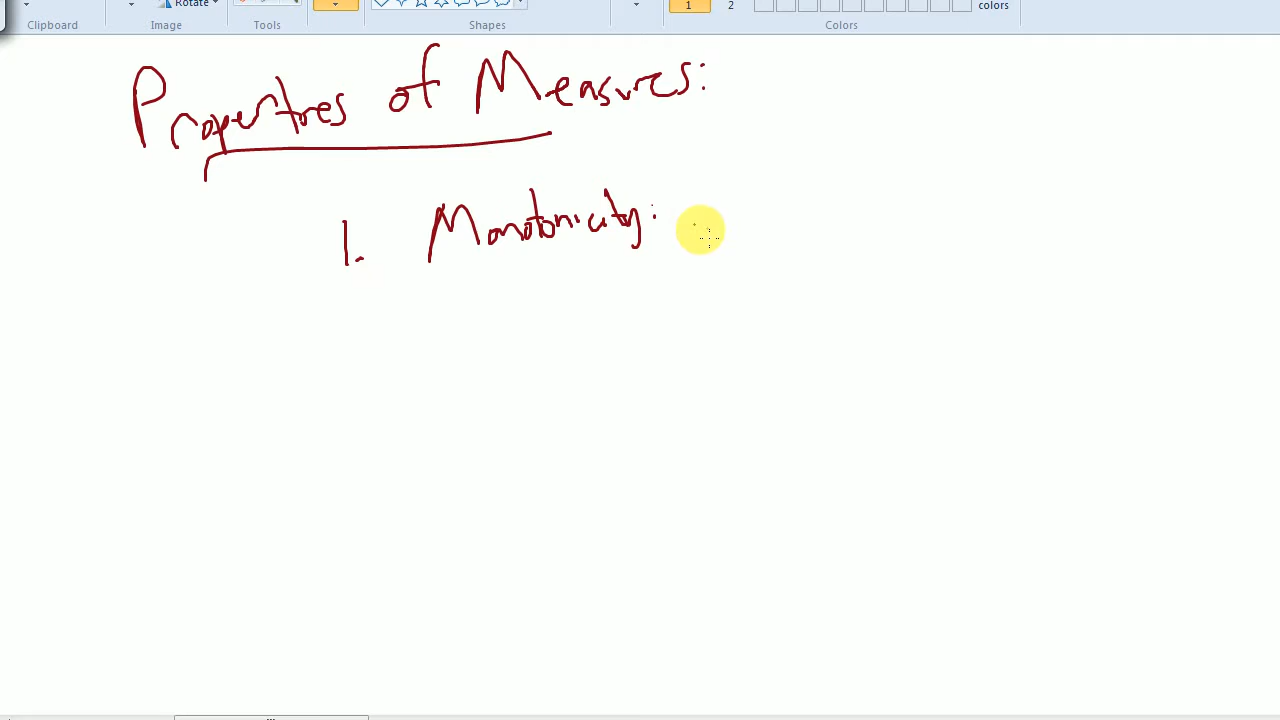 Rotate
Clipboard Image Tools Shapes 1 2 colors Colors
Properties of Measures:
1. Monotonicity: